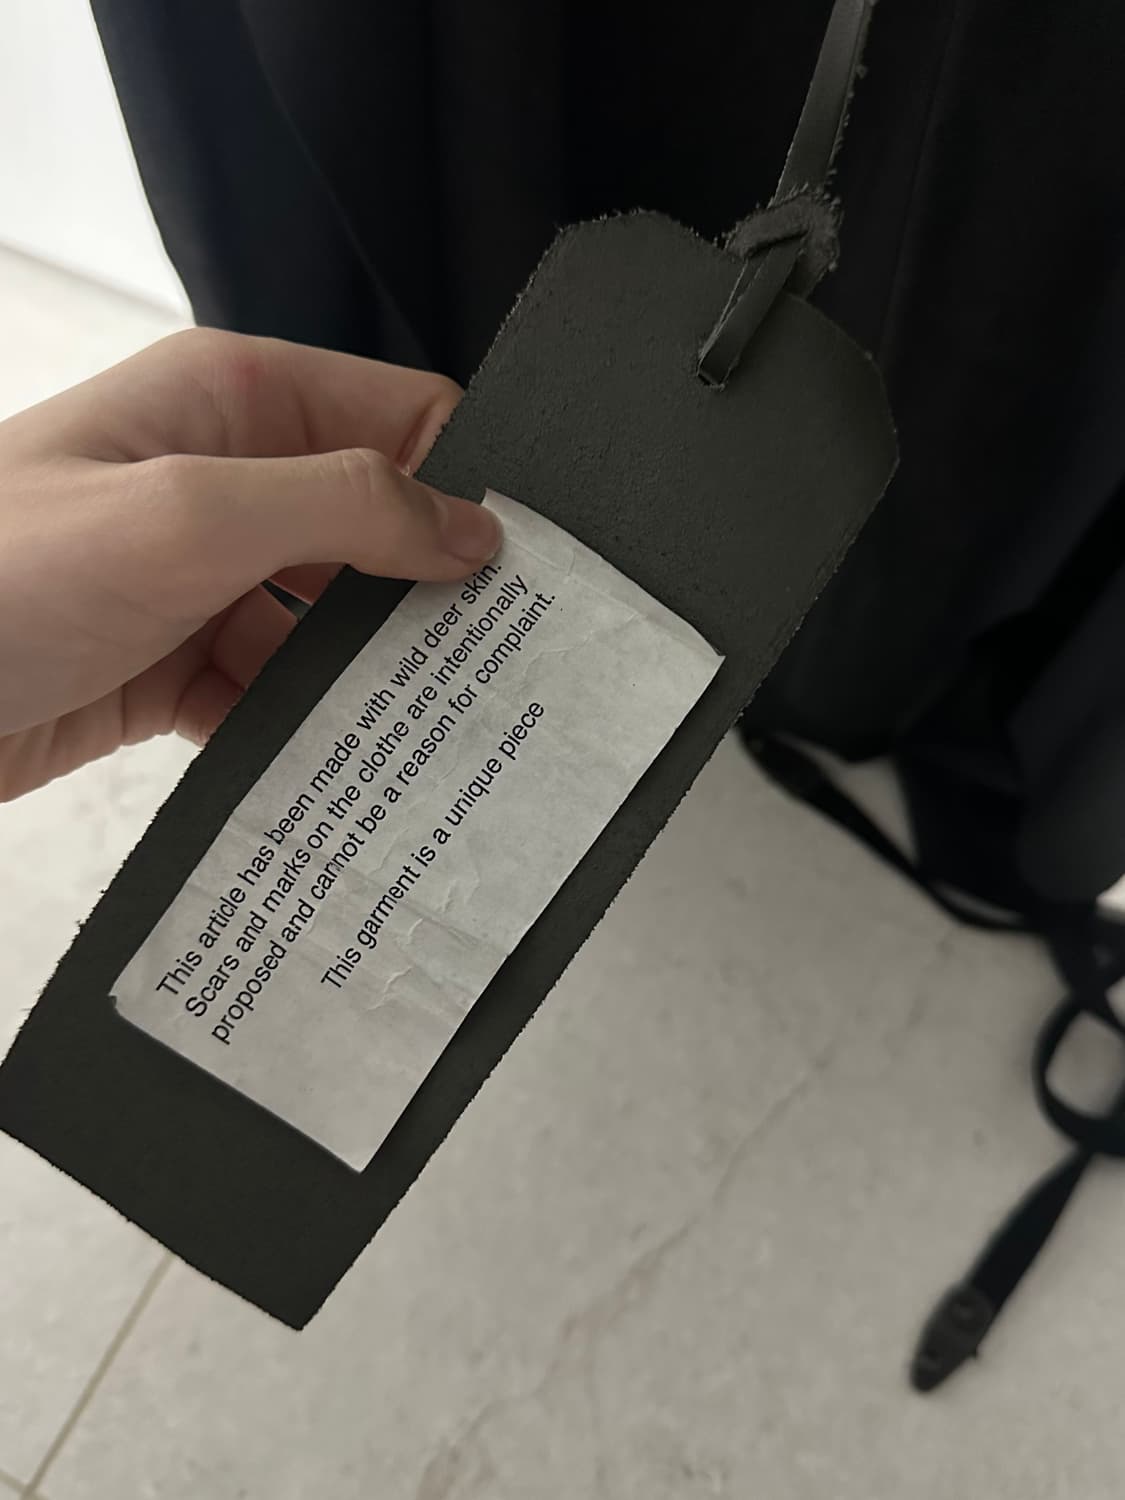 This article has been made with wild deer skin.
Scars and marks on the clothe are intentionally
proposed and cannot be a reason for complaint.
This garment is a unique piece